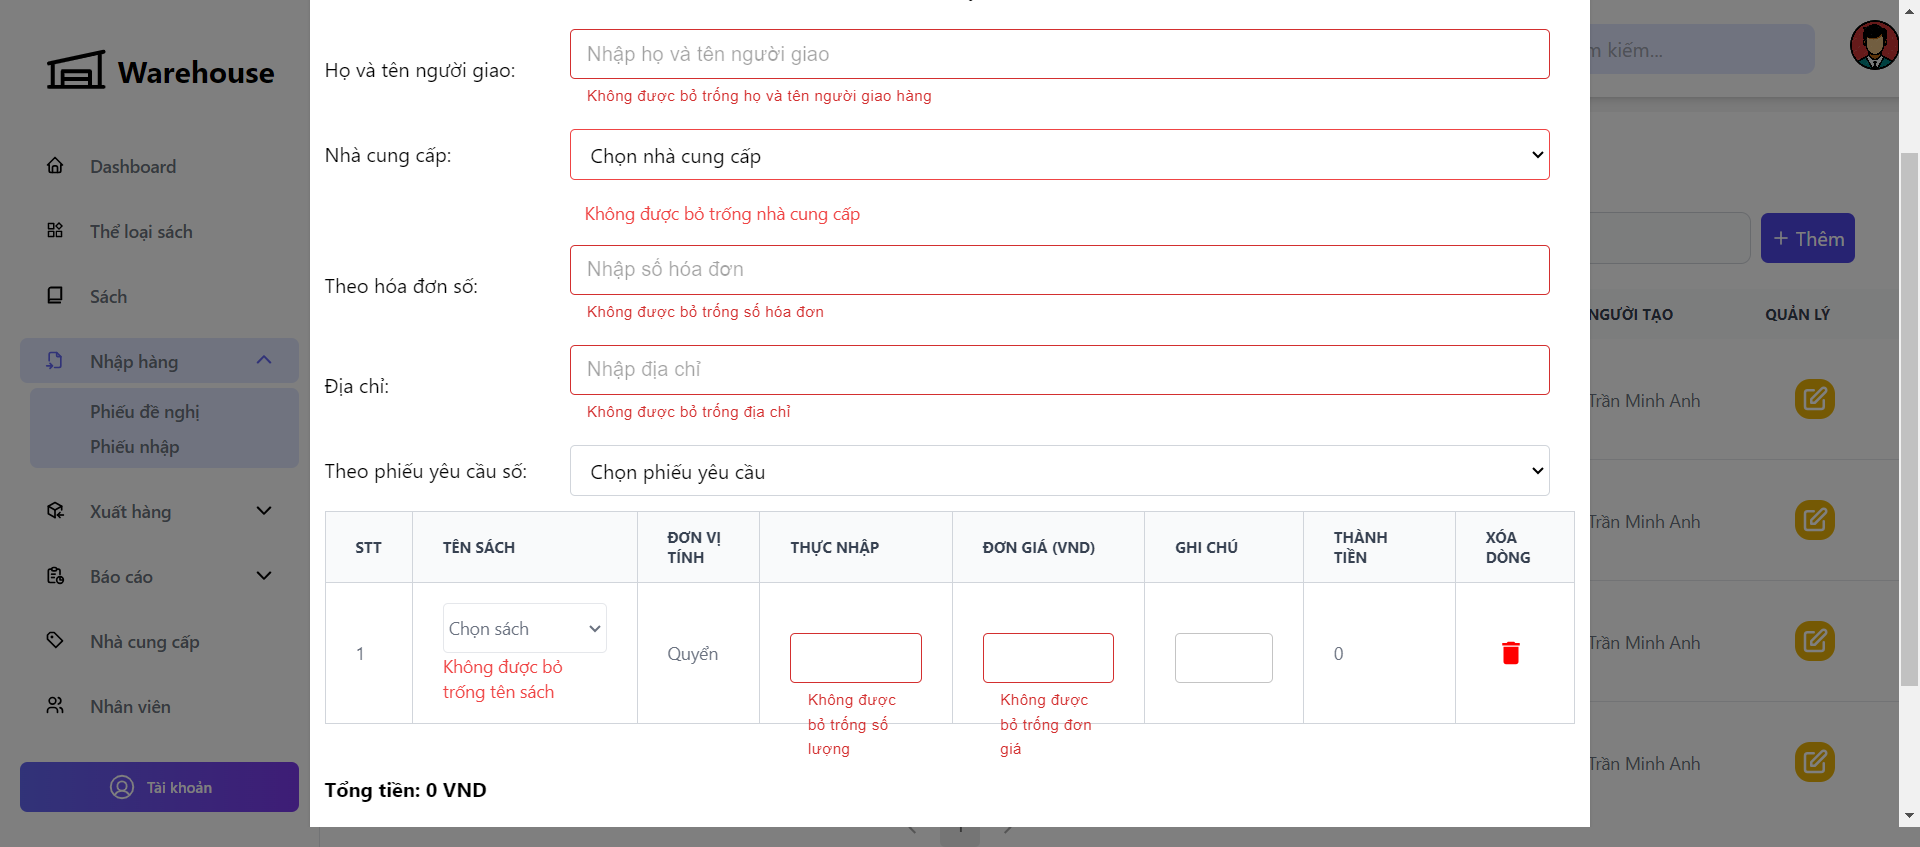 Warehouse
Dashboard
Thể loại sách
Sách
Nhập hàng
Phiếu đề nghị
Phiếu nhập
Xuất hàng
Báo cáo
Nhà cung cấp
Nhân viên
Tài khoản
Họ và tên người giao:
Nhập họ và tên người giao
Không được bỏ trống họ và tên người giao hàng
Nhà cung cấp:
Chọn nhà cung cấp
Không được bỏ trống nhà cung cấp
Theo hóa đơn số:
Nhập số hóa đơn
Không được bỏ trống số hóa đơn
Địa chỉ:
Nhập địa chỉ
Không được bỏ trống địa chỉ
Theo phiếu yêu cầu số:
Chọn phiếu yêu cầu
STT
TÊN SÁCH
ĐƠN VỊ
TÍNH
THỰC NHẬP
ĐƠN GIÁ (VND)
GHI CHÚ
THÀNH
TIỀN
XÓA
DÒNG
1
Chọn sách
Không được bỏ
trống tên sách
Quyển
Không được
bỏ trống số
lượng
Không được
bỏ trống đơn
giá
0
Tổng tiền: 0 VND
kiếm...
+ Thêm
NGƯỜI TẠO
QUẢN LÝ
Trần Minh Anh
Trần Minh Anh
Trần Minh Anh
Trần Minh Anh